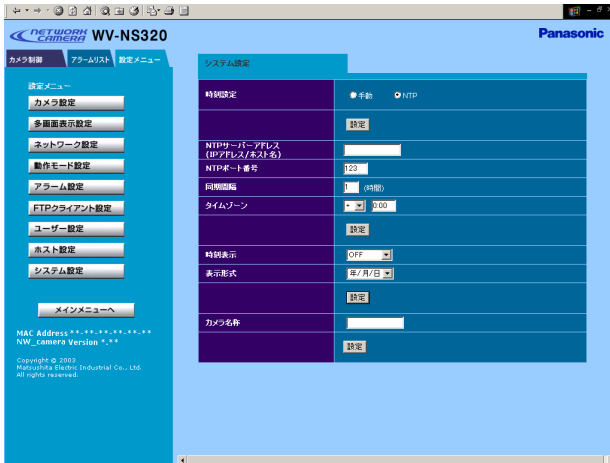 NETWORK CAMERA WV-NS320
Panasonic
カメラ制御 アラームリスト 設定メニュー
設定メニュー
カメラ設定
多画面表示設定
ネットワーク設定
動作モード設定
アラーム設定
FTPクライアント設定
ユーザー設定
ホスト設定
システム設定
メインメニューへ
MAC Address **-**-**-**-**-**
NW_camera Version *.**
Copyright © 2003
Matsushita Electric Industrial Co., Ltd.
All rights reserved.
システム設定
時刻設定 手動 NTP
設定
NTPサーバーアドレス
(IPアドレス/ホスト名)
NTPポート番号 123
同期間隔 1 (時間)
タイムゾーン + 0:00
設定
時刻表示 OFF
表示形式 年/月/日
設定
カメラ名称
設定